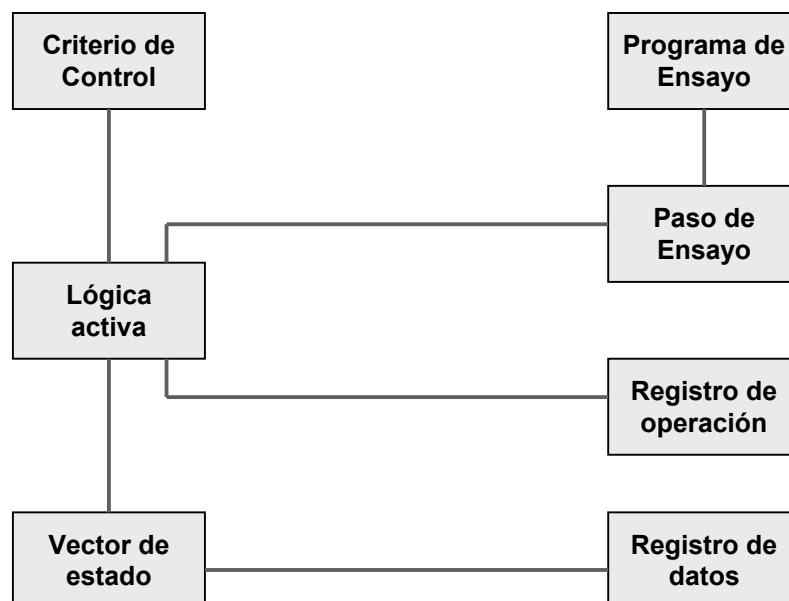 Criterio de
Control
Programa de
Ensayo
Paso de
Ensayo
Lógica
activa
Registro de
operación
Vector de
estado
Registro de
datos